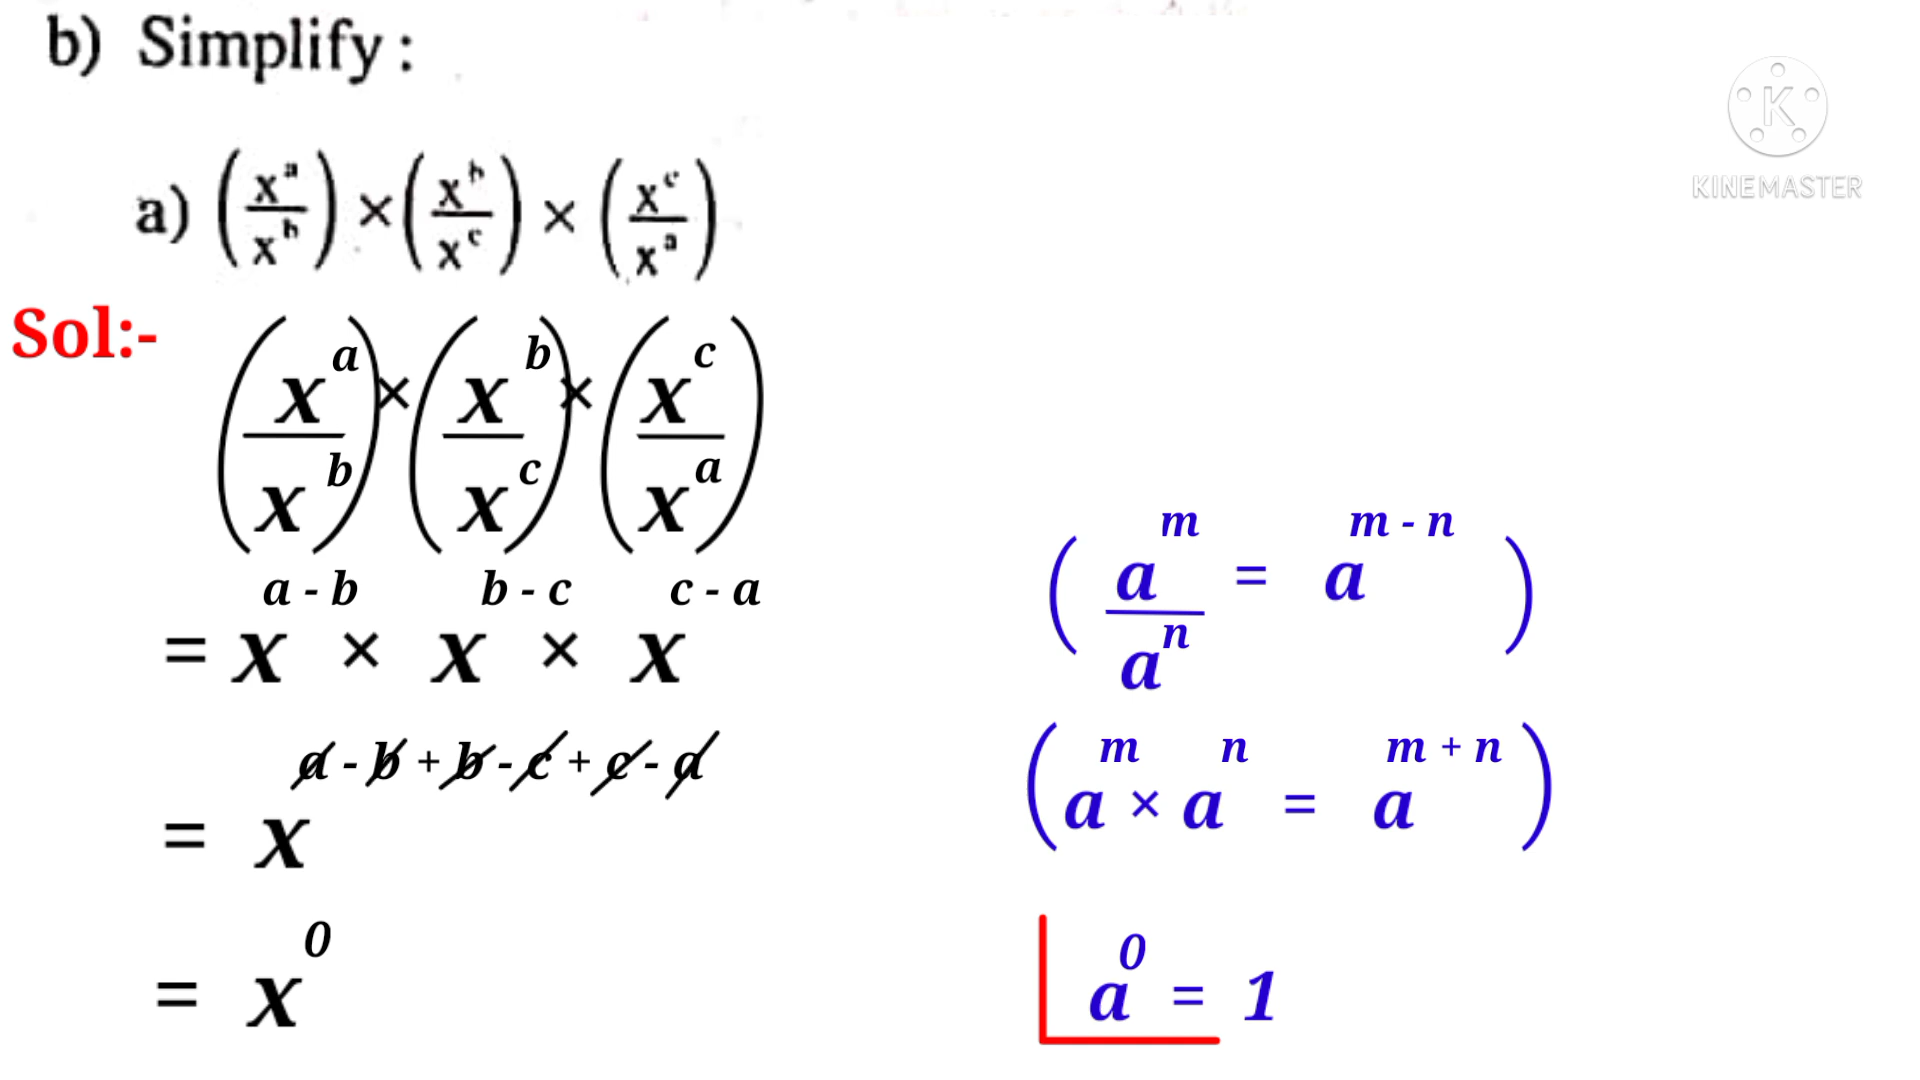 b) Simplify :
KINEMASTER
a) (x^a/x^b) × (x^b/x^c) × (x^c/x^a)
Sol:-
(x^a/x^b) × (x^b/x^c) × (x^c/x^a)
= x^(a - b) × x^(b - c) × x^(c - a)
(a^m/a^n = a^(m - n))
= x^(a - b + b - c + c - a)
(a^m × a^n = a^(m + n))
= x^0
a^0 = 1